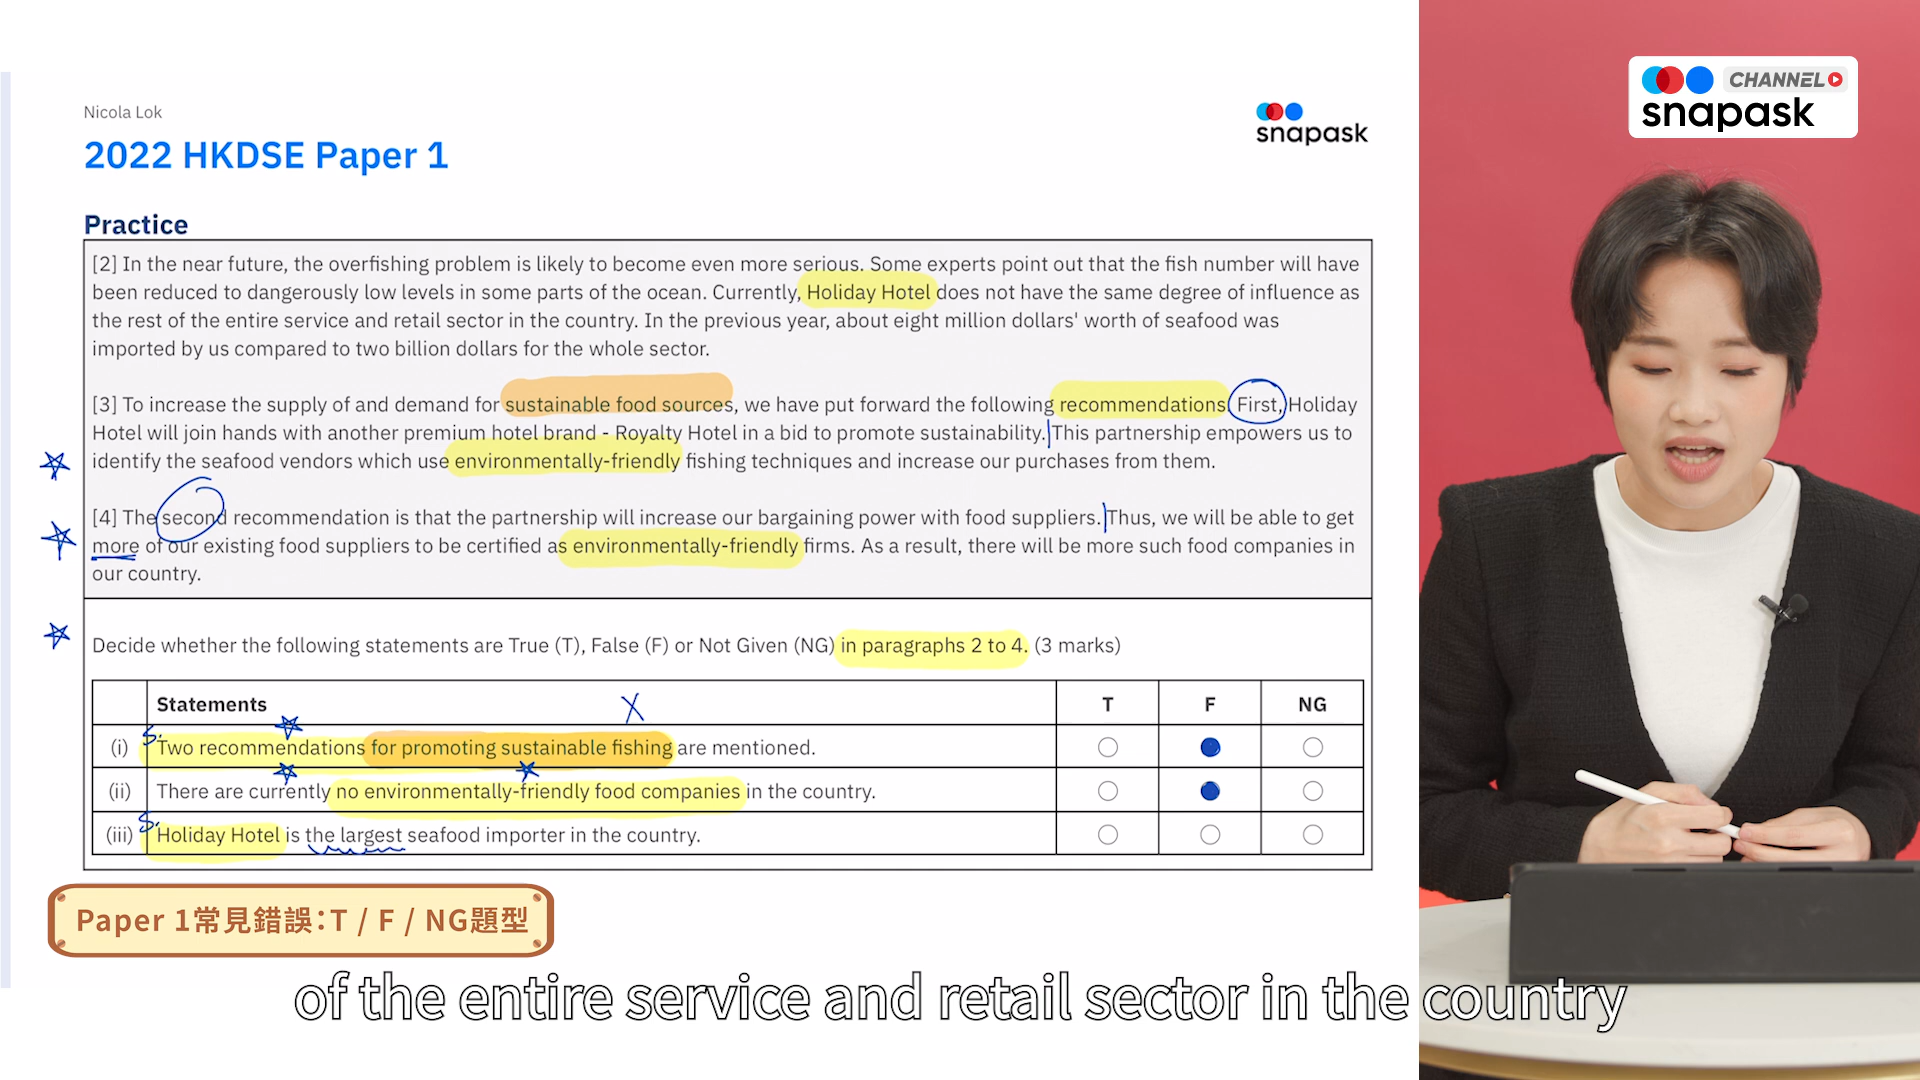 CHANNEL
snapask
Nicola Lok
snapask
2022 HKDSE Paper 1
Practice
[2] In the near future, the overfishing problem is likely to become even more serious. Some experts point out that the fish number will have
been reduced to dangerously low levels in some parts of the ocean. Currently, Holiday Hotel does not have the same degree of influence as
the rest of the entire service and retail sector in the country. In the previous year, about eight million dollars' worth of seafood was
imported by us compared to two billion dollars for the whole sector.
[3] To increase the supply of and demand for sustainable food sources, we have put forward the following recommendations. First, Holiday
Hotel will join hands with another premium hotel brand - Royalty Hotel in a bid to promote sustainability. This partnership empowers us to
identify the seafood vendors which use environmentally-friendly fishing techniques and increase our purchases from them.
[4] The second recommendation is that the partnership will increase our bargaining power with food suppliers. Thus, we will be able to get
more of our existing food suppliers to be certified as environmentally-friendly firms. As a result, there will be more such food companies in
our country.
Decide whether the following statements are True (T), False (F) or Not Given (NG) in paragraphs 2 to 4. (3 marks)
Statements X T F NG
(i) S. Two recommendations for promoting sustainable fishing are mentioned.
(ii) There are currently no environmentally-friendly food companies in the country.
(iii) S. Holiday Hotel is the largest seafood importer in the country.
Paper 1常見錯誤：T / F / NG題型
of the entire service and retail sector in the country